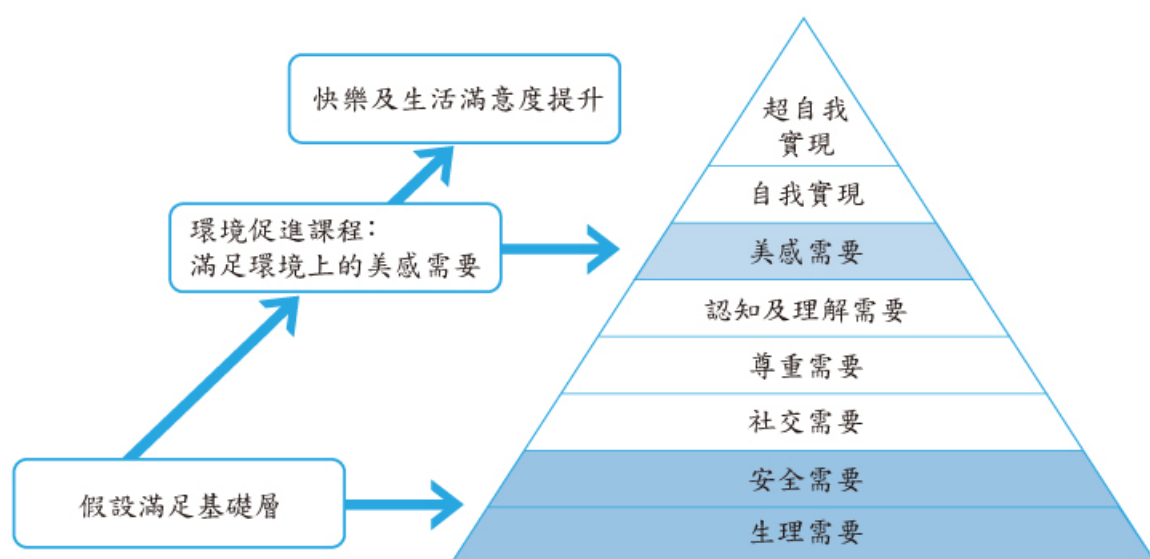 快樂及生活滿意度提升
環境促進課程：
滿足環境上的美感需要
假設滿足基礎層
超自我
實現
自我實現
美感需要
認知及理解需要
尊重需要
社交需要
安全需要
生理需要